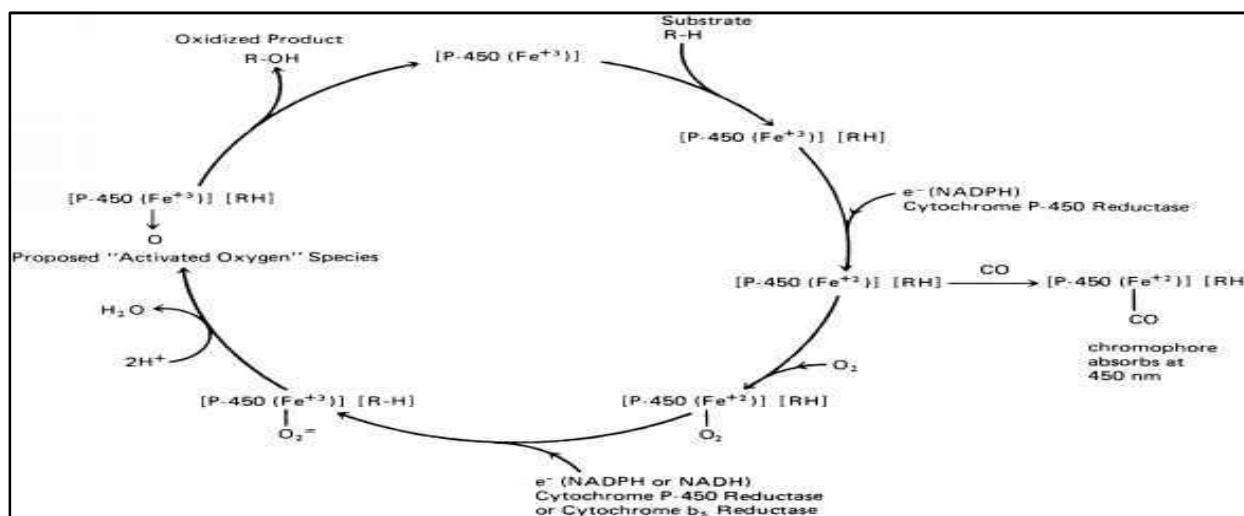 Substrate
R-H
Oxidized Product
R-OH
[P-450 (Fe+3)]
[P-450 (Fe+3)] [RH]
e- (NADPH)
Cytochrome P-450 Reductase
[P-450 (Fe+2)] [RH]
CO
[P-450 (Fe+2)] [RH
CO
chromophore
absorbs at
450 nm
O2
[P-450 (Fe+2)] [RH]
O2
e- (NADPH or NADH)
Cytochrome P-450 Reductase
or Cytochrome b5 Reductase
[P-450 (Fe+3)] [R-H]
O2=
2H+
H2O
[P-450 (Fe+3)] [RH]
O
Proposed "Activated Oxygen" Species